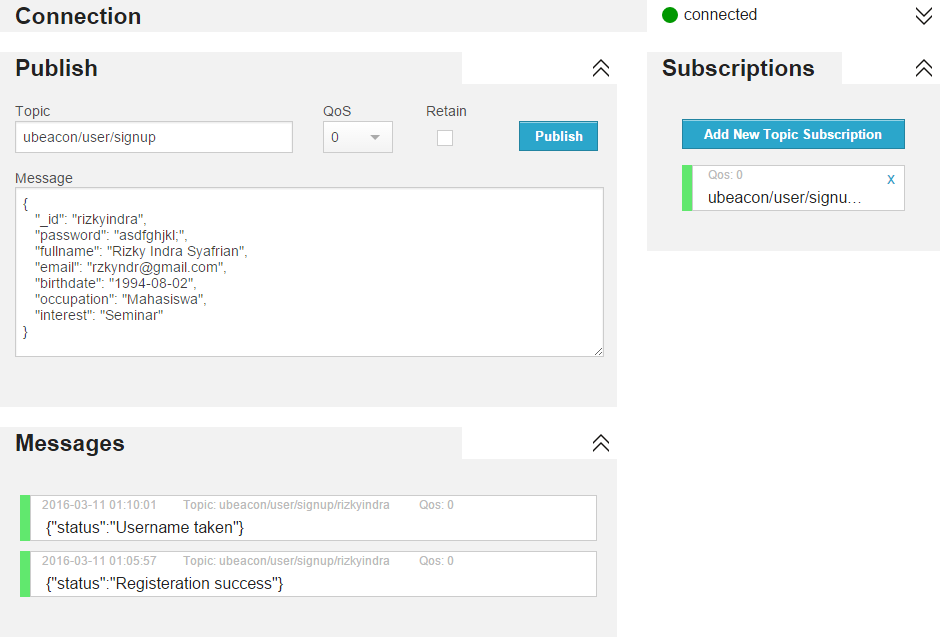 Connection
connected
Publish
Subscriptions
Topic QoS Retain
ubeacon/user/signup 0 Publish
Add New Topic Subscription
Message
Qos: 0 X
ubeacon/user/signu...
{
"_id": "rizkyindra",
"password": "asdfghjkl;",
"fullname": "Rizky Indra Syafrian",
"email": "rzkyndr@gmail.com",
"birthdate": "1994-08-02",
"occupation": "Mahasiswa",
"interest": "Seminar"
}
Messages
2016-03-11 01:10:01 Topic: ubeacon/user/signup/rizkyindra Qos: 0
{"status":"Username taken"}
2016-03-11 01:05:57 Topic: ubeacon/user/signup/rizkyindra Qos: 0
{"status":"Registeration success"}